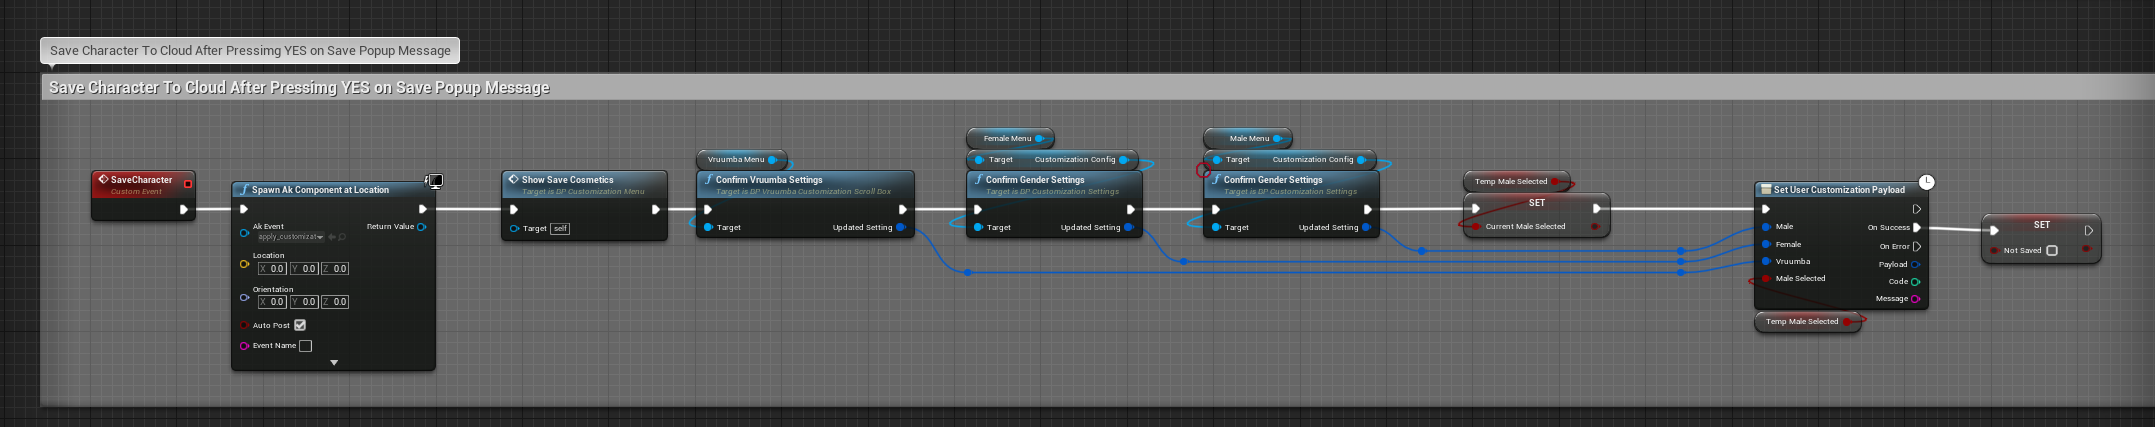 Save Character To Cloud After Pressimg YES on Save Popup Message
Save Character To Cloud After Pressimg YES on Save Popup Message
SaveCharacter
Custom Event
Spawn Ak Component at Location
Ak Event
apply_customizat
Return Value
Location
X 0.0 Y 0.0 Z 0.0
Orientation
X 0.0 Y 0.0 Z 0.0
Auto Post
Event Name
Show Save Cosmetics
Target is BP Customization Menu
Target self
Vruumba Menu
Confirm Vruumba Settings
Target is BP Vruumba Customization Scroll Box
Target Updated Setting
Female Menu
Target Customization Config
Confirm Gender Settings
Target is BP Customization Settings
Target Updated Setting
Male Menu
Target Customization Config
Confirm Gender Settings
Target is BP Customization Settings
Target Updated Setting
Temp Male Selected
SET
Current Male Selected
Set User Customization Payload
Male On Success
Female On Error
Vruumba Payload
Male Selected Code
Message
Temp Male Selected
SET
Not Saved